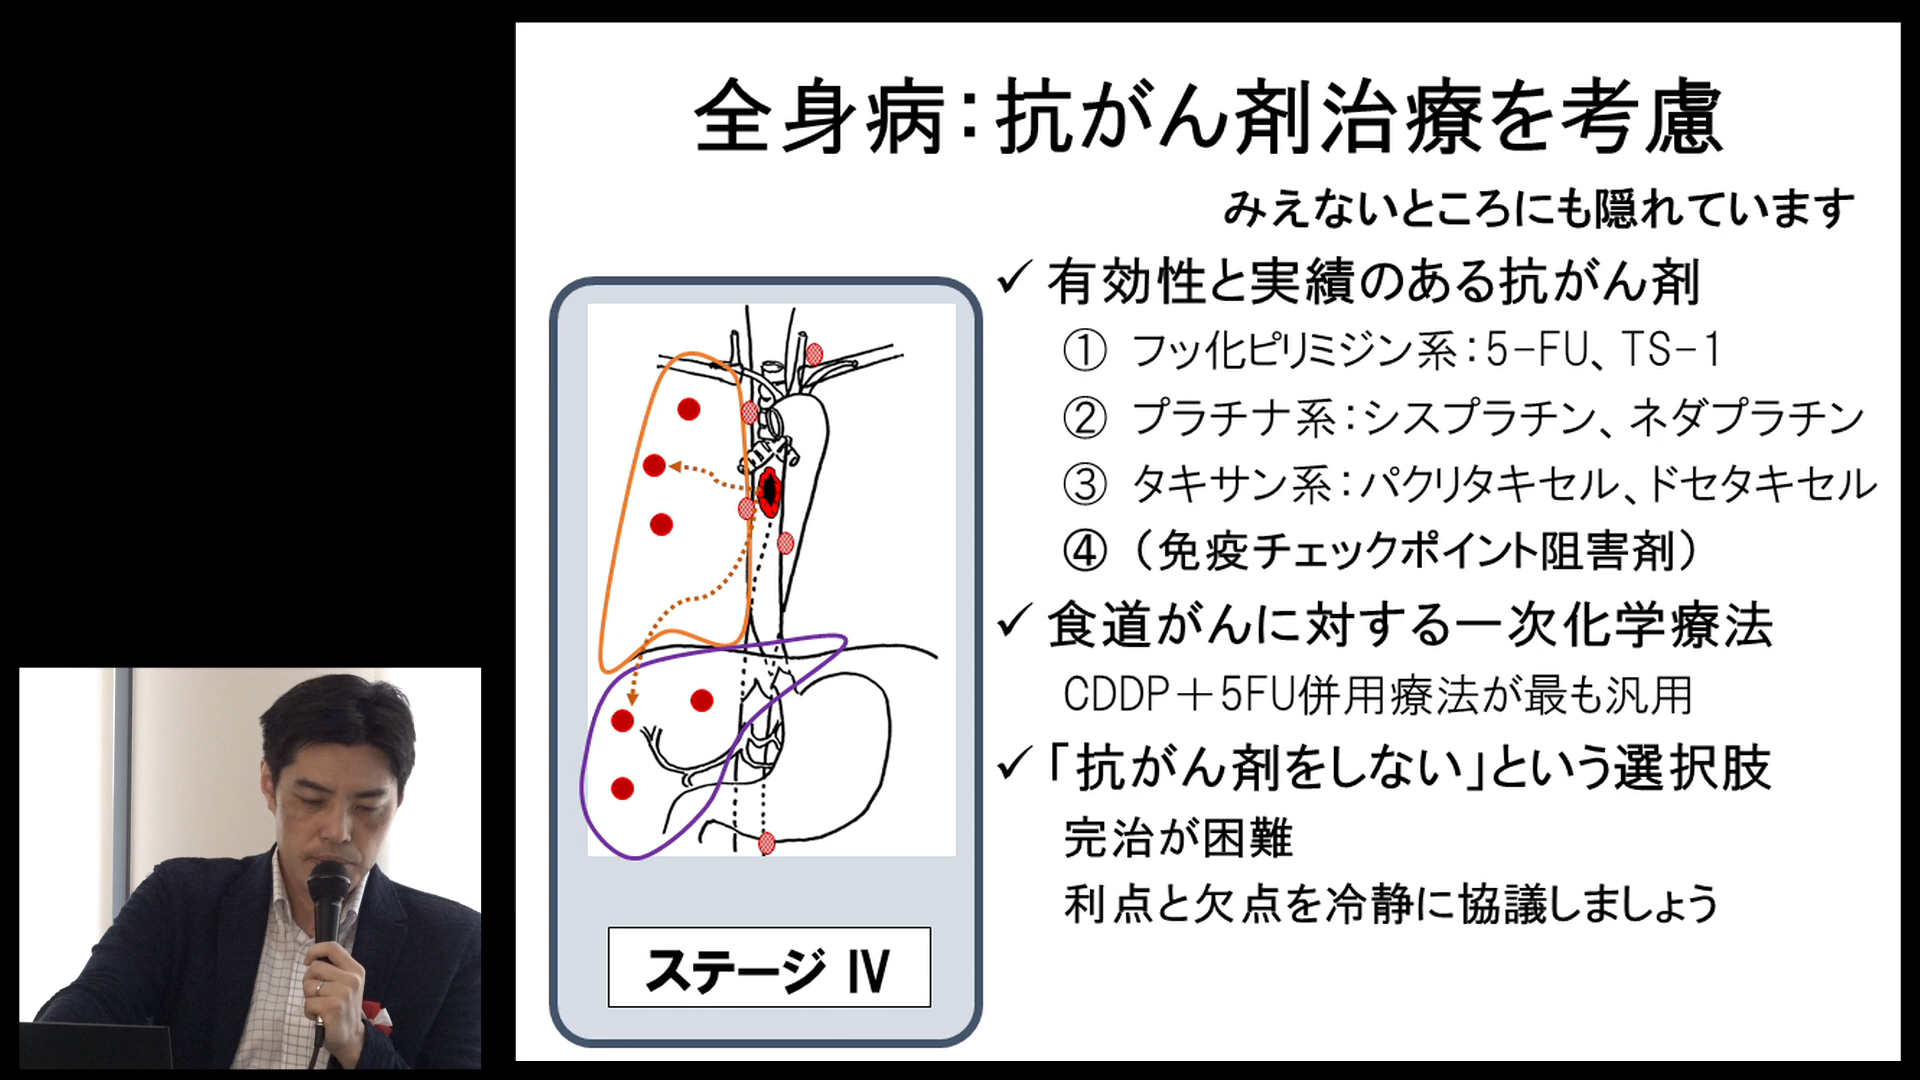 全身病：抗がん剤治療を考慮
みえないところにも隠れています
✓ 有効性と実績のある抗がん剤
① フッ化ピリミジン系：5-FU、TS-1
② プラチナ系：シスプラチン、ネダプラチン
③ タキサン系：パクリタキセル、ドセタキセル
④ （免疫チェックポイント阻害剤）
✓ 食道がんに対する一次化学療法
CDDP＋5FU併用療法が最も汎用
✓ 「抗がん剤をしない」という選択肢
完治が困難
利点と欠点を冷静に協議しましょう
ステージ Ⅳ